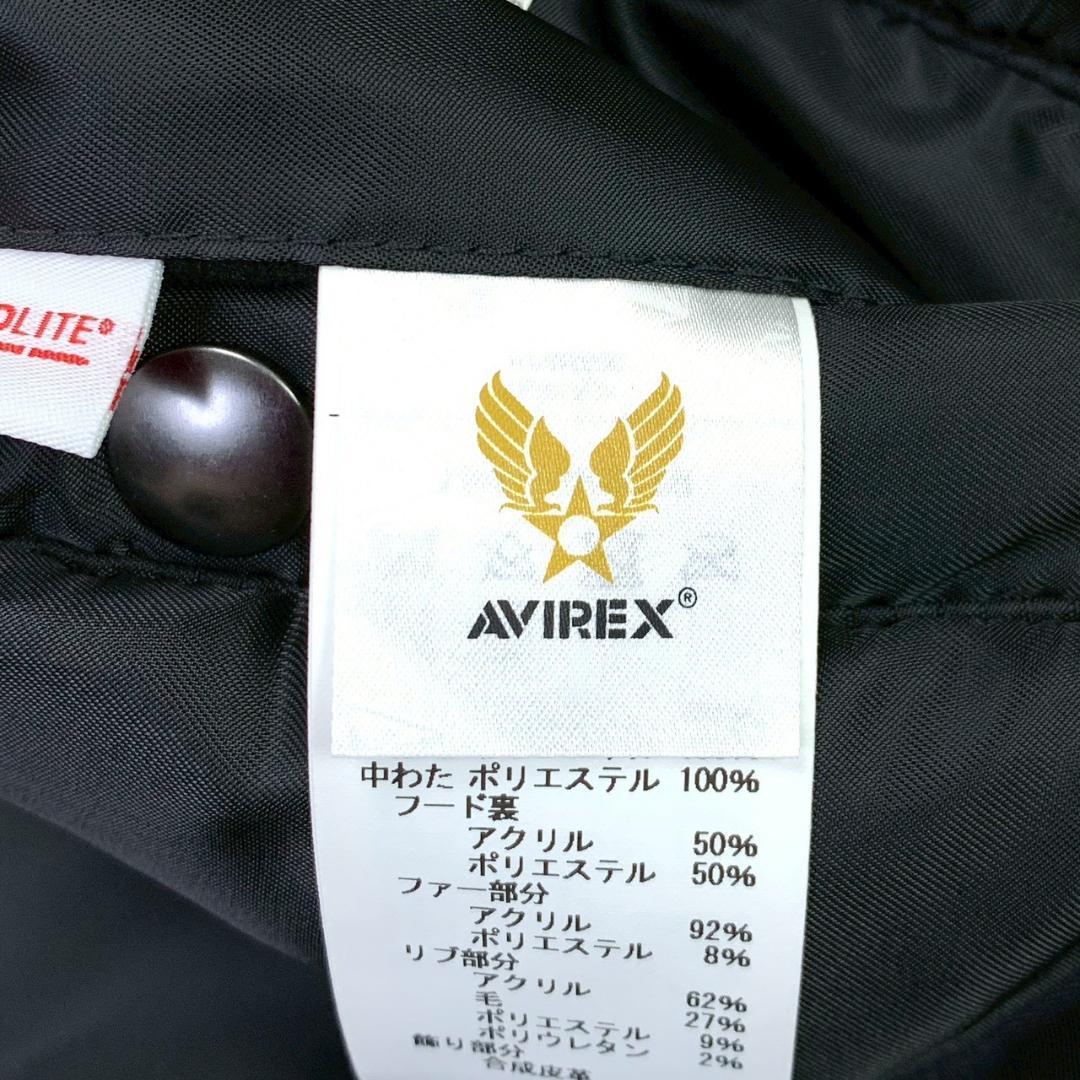 OLITE®
AVIREX®
中わた ポリエステル 100%
フード裏
アクリル 50%
ポリエステル 50%
ファー部分
アクリル 92%
ポリエステル 8%
リブ部分
アクリル 62%
毛 27%
ポリエステル 9%
ポリウレタン 2%
飾り部分
合成皮革